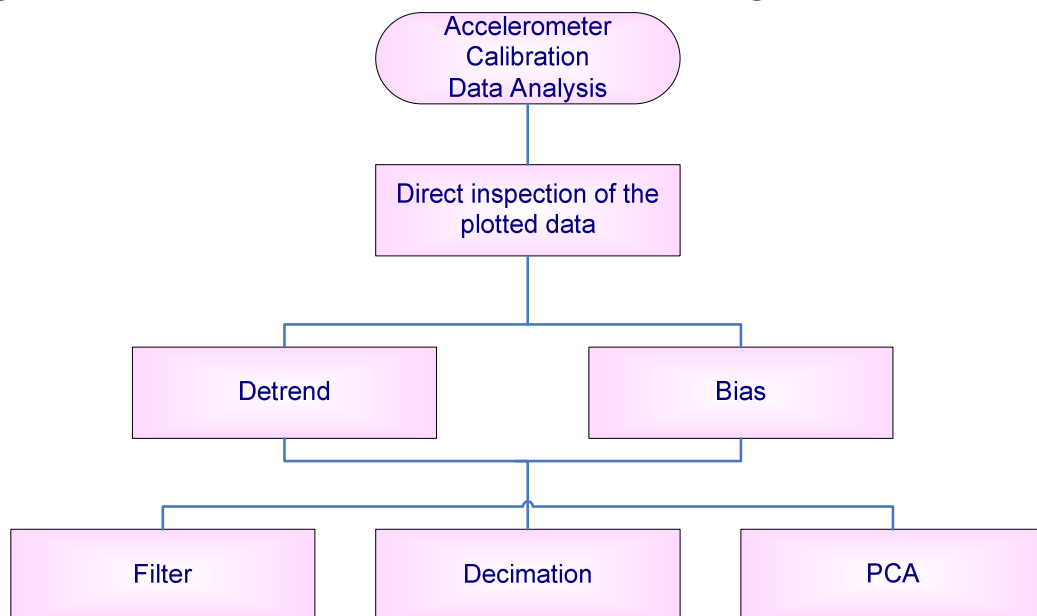 Accelerometer
Calibration
Data Analysis
Direct inspection of the
plotted data
Detrend
Bias
Filter
Decimation
PCA